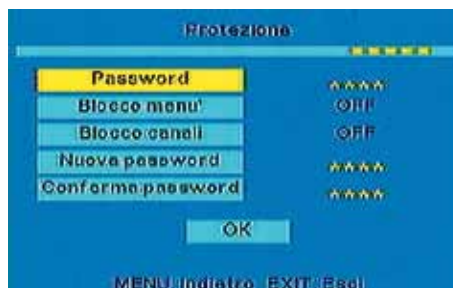 Protezione
Password ****
Blocco menu' OFF
Blocco canali OFF
Nuova password ****
Conferma password ****
OK
MENU:Indietro EXIT:Esci